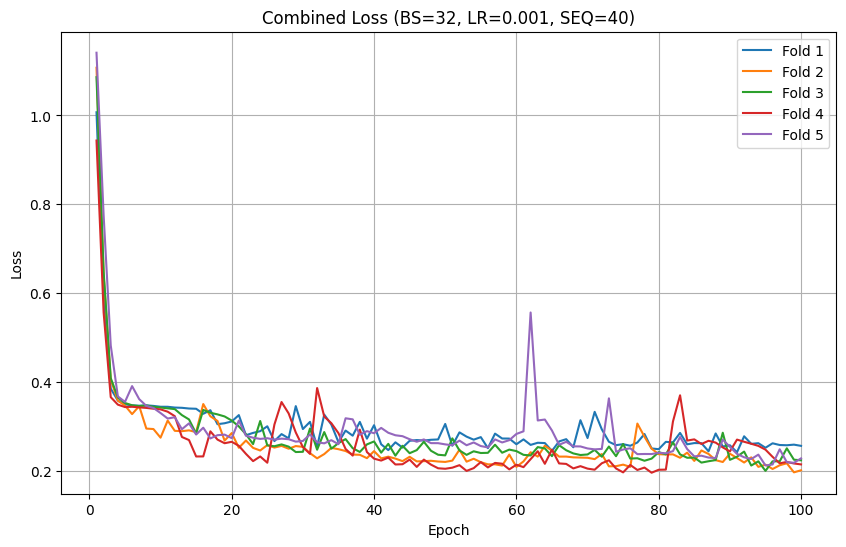 Combined Loss (BS=32, LR=0.001, SEQ=40)
Fold 1
Fold 2
Fold 3
Fold 4
Fold 5
1.0
0.8
0.6
0.4
0.2
Loss
0 20 40 60 80 100
Epoch